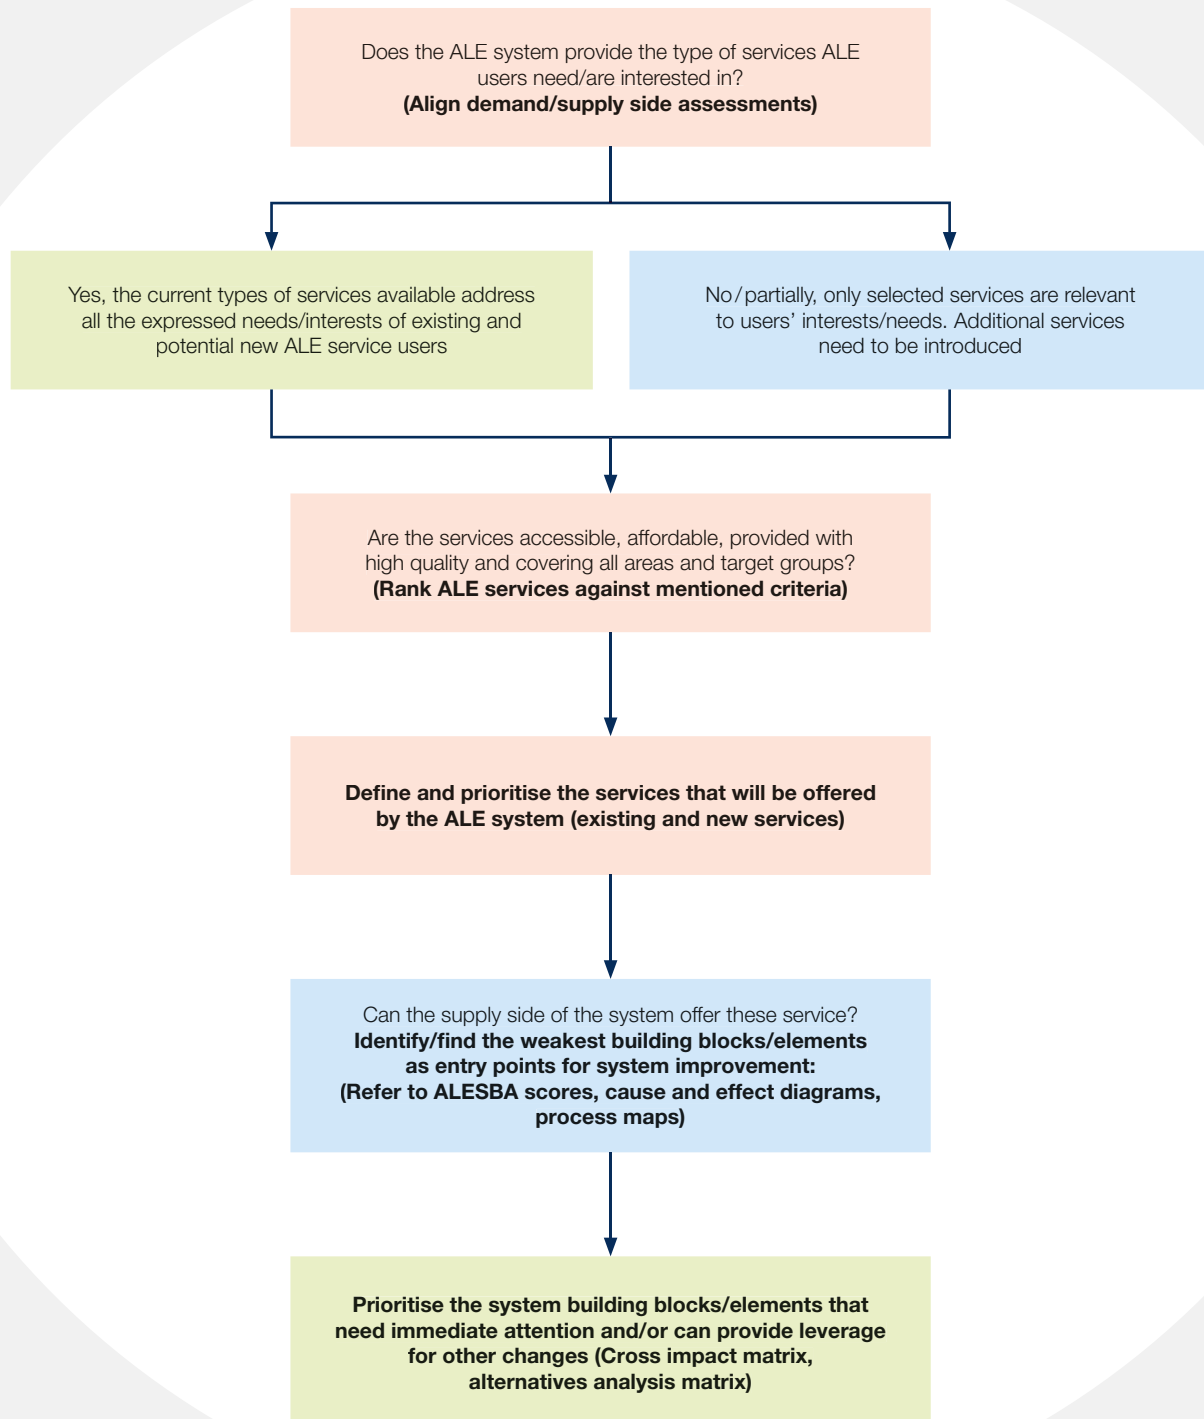 Does the ALE system provide the type of services ALE
users need/are interested in?
(Align demand/supply side assessments)
Yes, the current types of services available address
all the expressed needs/interests of existing and
potential new ALE service users
No/partially, only selected services are relevant
to users' interests/needs. Additional services
need to be introduced
Are the services accessible, affordable, provided with
high quality and covering all areas and target groups?
(Rank ALE services against mentioned criteria)
Define and prioritise the services that will be offered
by the ALE system (existing and new services)
Can the supply side of the system offer these service?
Identify/find the weakest building blocks/elements
as entry points for system improvement:
(Refer to ALESBA scores, cause and effect diagrams,
process maps)
Prioritise the system building blocks/elements that
need immediate attention and/or can provide leverage
for other changes (Cross impact matrix,
alternatives analysis matrix)